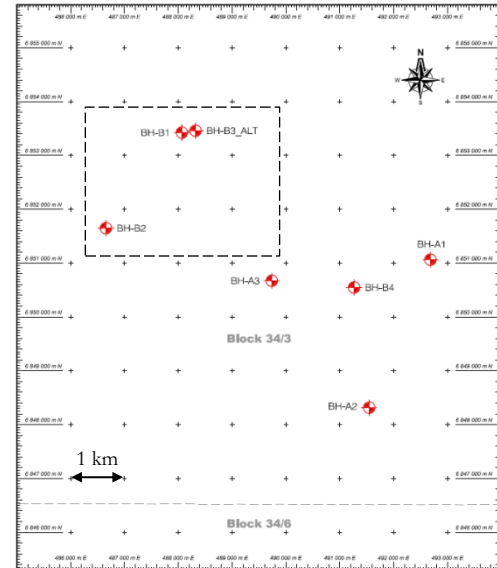 486 000 m E 487 000 m E 488 000 m E 489 000 m E 490 000 m E 491 000 m E 492 000 m E 493 000 m E
6 855 000 m N 6 855 000 m N
N
W E
S
6 854 000 m N 6 854 000 m N
BH-B1 BH-B3_ALT
6 853 000 m N 6 853 000 m N
6 852 000 m N 6 852 000 m N
BH-B2
BH-A1
6 851 000 m N 6 851 000 m N
BH-A3 BH-B4
6 850 000 m N 6 850 000 m N
Block 34/3
6 849 000 m N 6 849 000 m N
BH-A2
6 848 000 m N 6 848 000 m N
1 km
6 847 000 m N 6 847 000 m N
Block 34/6
6 846 000 m N 6 846 000 m N
486 000 m E 487 000 m E 488 000 m E 489 000 m E 490 000 m E 491 000 m E 492 000 m E 493 000 m E